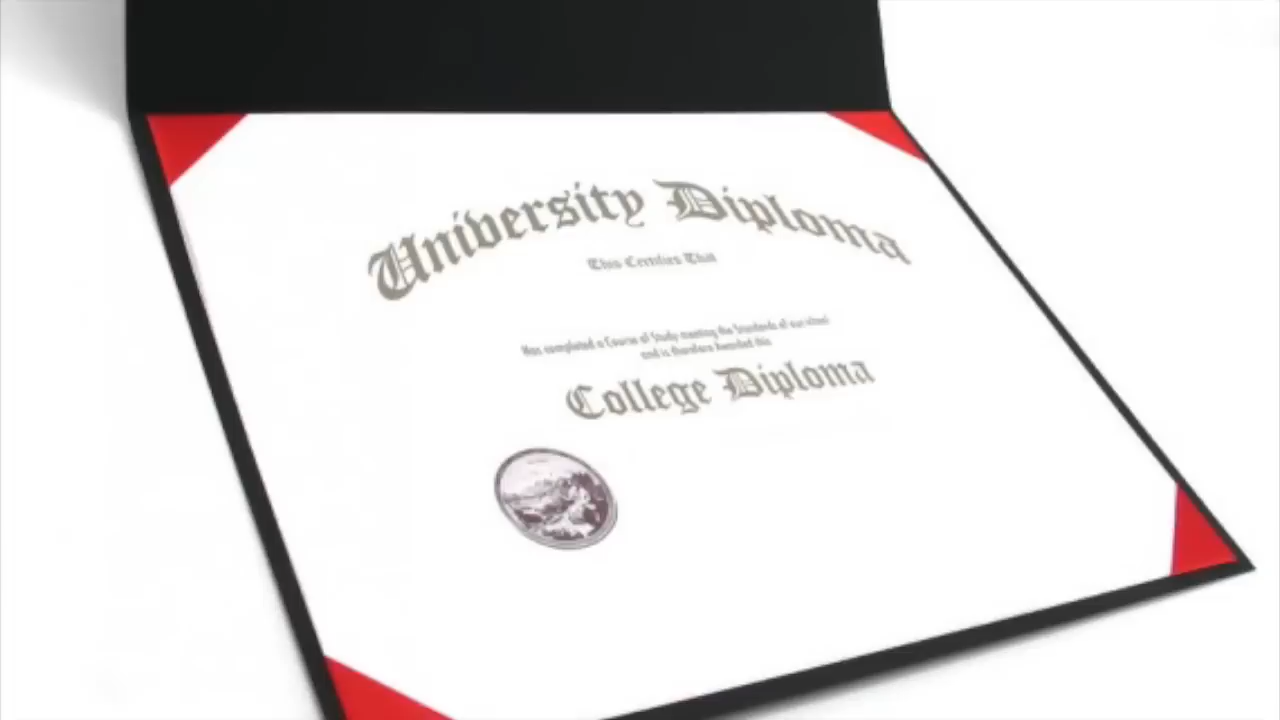 University Diploma
This Certifies That
Has completed a Course of Study meeting the Standards of our school
and is therefore Awarded this
College Diploma